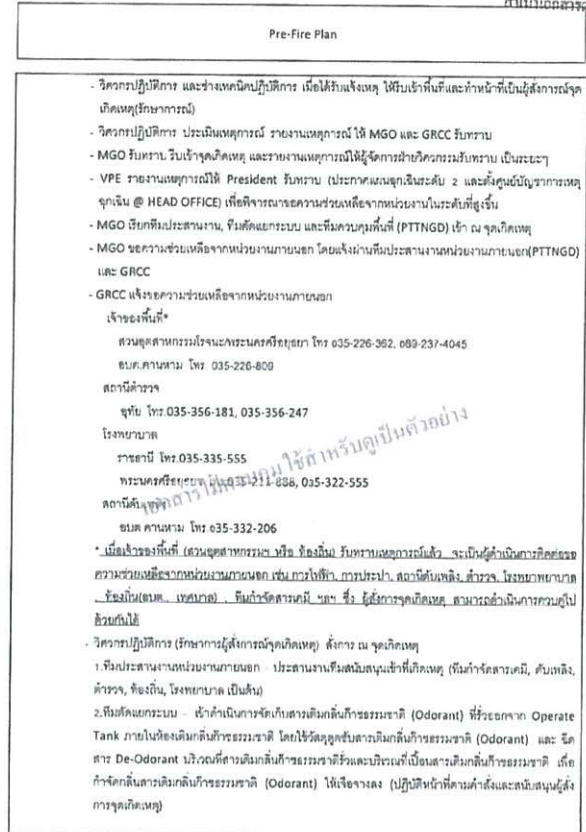 สำเนาเอกสาร
Pre-Fire Plan
- วิศวกรปฏิบัติการ และช่างเทคนิคปฏิบัติการ เมื่อได้รับแจ้งเหตุ ให้รีบเข้าพื้นที่และทำหน้าที่เป็นผู้สั่งการณ์จุด
เกิดเหตุ(รักษาการณ์)
- วิศวกรปฏิบัติการ ประเมินเหตุการณ์ รายงานเหตุการณ์ ให้ MGO และ GRCC รับทราบ
- MGO รับทราบ รีบเข้าจุดเกิดเหตุ และรายงานเหตุการณ์ให้ผู้จัดการฝ่ายวิศวกรรมรับทราบ เป็นระยะๆ
- VPE รายงานเหตุการณ์ให้ President รับทราบ (ประกาศแผนฉุกเฉินระดับ 2 และตั้งศูนย์บัญชาการเหตุ
ฉุกเฉิน @ HEAD OFFICE) เพื่อพิจารณาขอความช่วยเหลือจากหน่วยงานในระดับที่สูงขึ้น
- MGO เรียกทีมประสานงาน, ทีมตัดแยกระบบ และทีมควบคุมพื้นที่ (PTTNGD) เข้า ณ จุดเกิดเหตุ
- MGO ขอความช่วยเหลือจากหน่วยงานภายนอก โดยแจ้งผ่านทีมประสานงานหน่วยงานภายนอก(PTTNGD)
และ GRCC
- GRCC แจ้งขอความช่วยเหลือจากหน่วยงานภายนอก
เจ้าของพื้นที่*
สวนอุตสาหกรรมโรจนะ/พระนครศรีอยุธยา โทร 035-226-362, 089-237-4045
อบต.คานหาม โทร. 035-226-809
สถานีตำรวจ
อุทัย โทร.035-356-181, 035-356-247
โรงพยาบาล
ราชธานี โทร.035-335-555
พระนครศรีอยุธยา 035-211-888, 035-322-555
สถานีดับเพลิง
อบต คานหาม โทร.035-332-206
เอกสารไม่ควบคุม ใช้สำหรับดูเป็นตัวอย่าง
* เมื่อเจ้าของพื้นที่ (สวนอุตสาหกรรมฯ หรือ ท้องถิ่น) รับทราบเหตุการณ์แล้ว จะเป็นผู้ดำเนินการติดต่อขอ
ความช่วยเหลือจากหน่วยงานภายนอก เช่น การไฟฟ้า, การประปา, สถานีดับเพลิง, ตำรวจ, โรงพยาบาล
, ท้องถิ่น(อบต., เทศบาล) , ทีมกำจัดสารเคมี ฯลฯ ซึ่ง ผู้สั่งการจุดเกิดเหตุ สามารถดำเนินการควบคู่ไป
ด้วยกันได้
- วิศวกรปฏิบัติการ (รักษาการผู้สั่งการณ์จุดเกิดเหตุ) สั่งการ ณ จุดเกิดเหตุ
1.ทีมประสานงานหน่วยงานภายนอก - ประสานงานทีมสนับสนุนเข้าที่เกิดเหตุ (ทีมกำจัดสารเคมี, ดับเพลิง,
ตำรวจ, ท้องถิ่น, โรงพยาบาล เป็นต้น)
2.ทีมตัดแยกระบบ - เข้าดำเนินการจัดเก็บสารเติมกลิ่นก๊าซธรรมชาติ (Odorant) ที่รั่วออกจาก Operate
Tank ภายในห้องเติมกลิ่นก๊าซธรรมชาติ โดยใช้วัสดุดูดซับสารเติมกลิ่นก๊าซธรรมชาติ (Odorant) และ ฉีด
สาร De-Odorant บริเวณที่สารเติมกลิ่นก๊าซธรรมชาติรั่วและบริเวณที่เปื้อนสารเติมกลิ่นก๊าซธรรมชาติ เพื่อ
กำจัดกลิ่นสารเติมกลิ่นก๊าซธรรมชาติ (Odorant) ให้เจือจางลง (ปฏิบัติหน้าที่ตามคำสั่งและสนับสนุนผู้สั่ง
การจุดเกิดเหตุ)